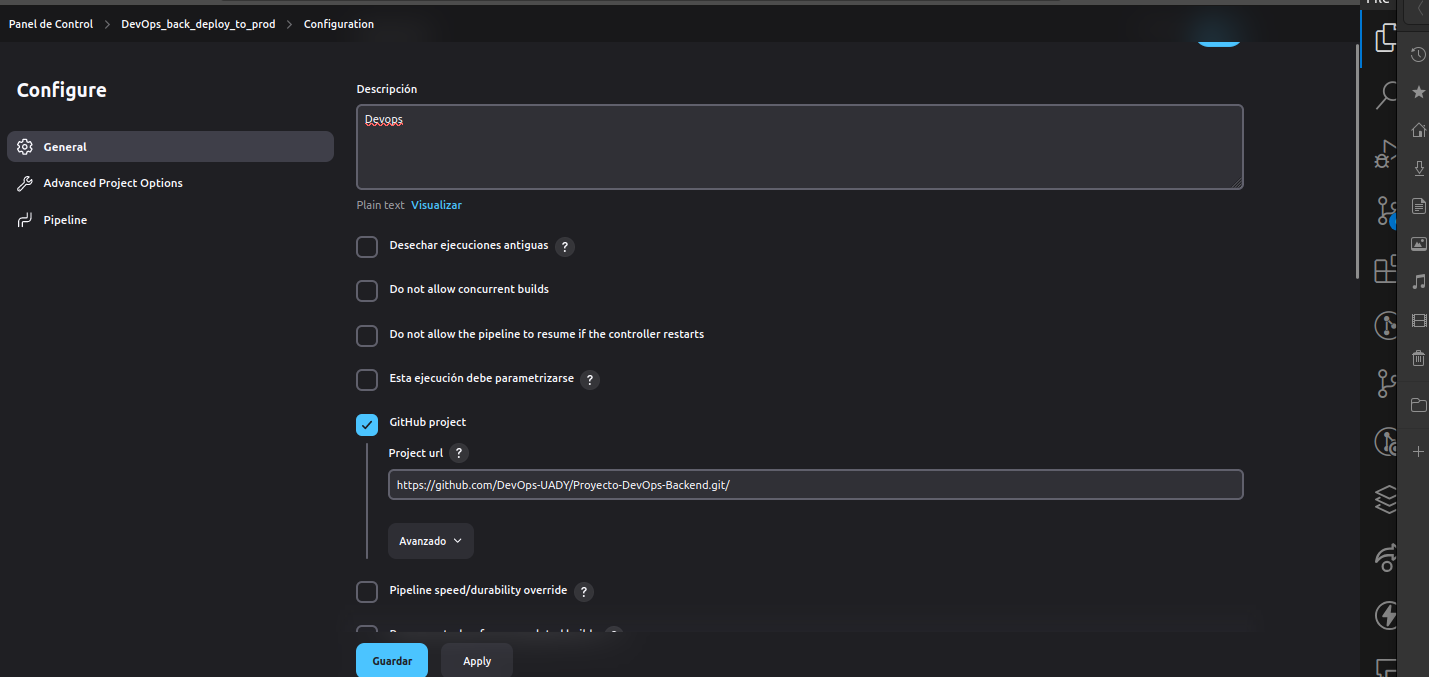 File
Panel de Control > DevOps_back_deploy_to_prod > Configuration
Configure
General
Advanced Project Options
Pipeline
Descripción
Devops
Plain text Visualizar
Desechar ejecuciones antiguas ?
Do not allow concurrent builds
Do not allow the pipeline to resume if the controller restarts
Esta ejecución debe parametrizarse ?
GitHub project
Project url ?
https://github.com/DevOps-UADY/Proyecto-DevOps-Backend.git/
Avanzado
Pipeline speed/durability override ?
Guardar Apply